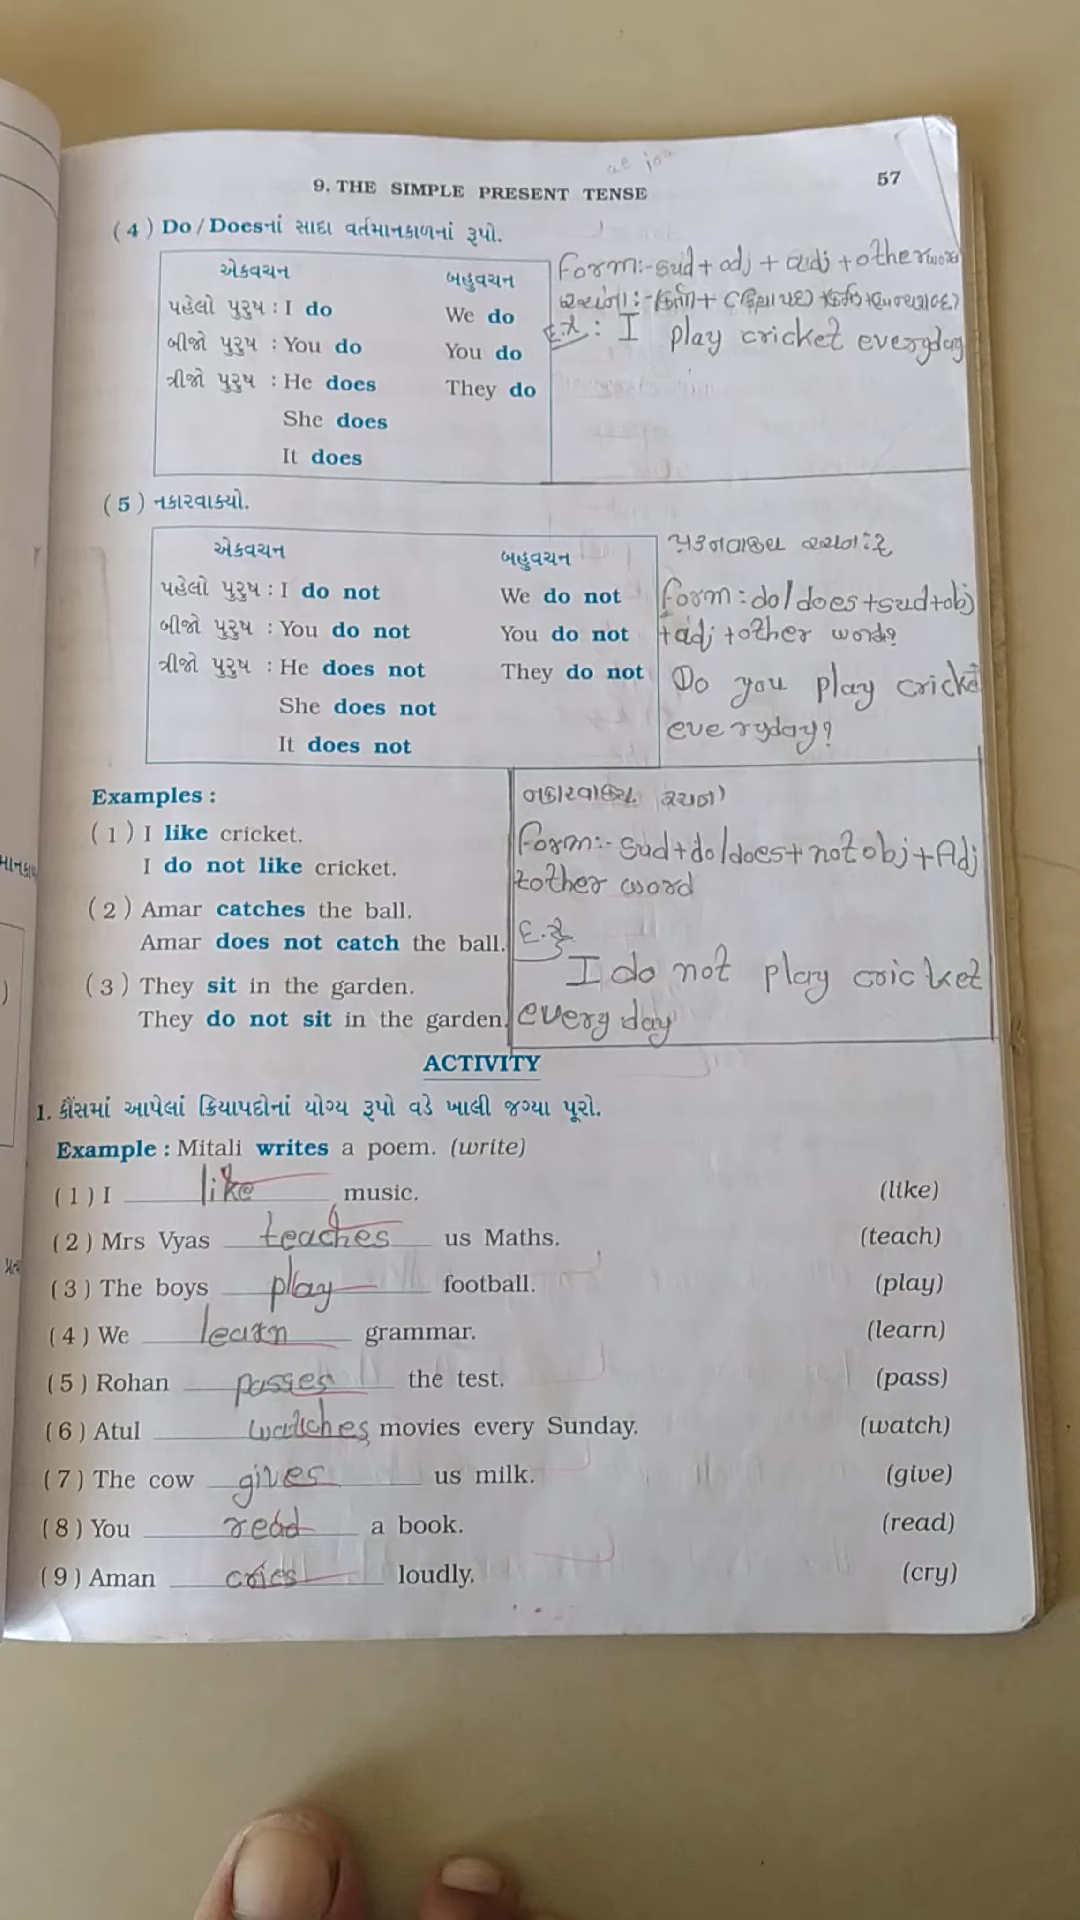 9. THE SIMPLE PRESENT TENSE
57
( 4 ) Do / Doesનાં સાદા વર્તમાનકાળનાં રૂપો.
એકવચન બહુવચન
પહેલો પુરુષ : I do We do
બીજો પુરુષ : You do You do
ત્રીજો પુરુષ : He does They do
She does
It does
Form:-sud+adj + adj + other word
E.x : I play cricket everyday
( 5 ) નકારવાક્યો.
એકવચન બહુવચન
પહેલો પુરુષ : I do not We do not
બીજો પુરુષ : You do not You do not
ત્રીજો પુરુષ : He does not They do not
She does not
It does not
Form:do/does+sud+obj
+adj +other word?
Do you play cricket
everyday?
Examples :
( 1 ) I like cricket.
I do not like cricket.
( 2 ) Amar catches the ball.
Amar does not catch the ball.
( 3 ) They sit in the garden.
They do not sit in the garden.
Form:- sud+do/does+not obj+Adj
+other word
I do not play cricket
every day
ACTIVITY
1. કૌંસમાં આપેલાં ક્રિયાપદોનાં યોગ્ય રૂપો વડે ખાલી જગ્યા પૂરો.
Example : Mitali writes a poem. (write)
( 1 ) I like music. (like)
( 2 ) Mrs Vyas teaches us Maths. (teach)
( 3 ) The boys play football. (play)
( 4 ) We learn grammar. (learn)
( 5 ) Rohan passes the test. (pass)
( 6 ) Atul watches movies every Sunday. (watch)
( 7 ) The cow gives us milk. (give)
( 8 ) You read a book. (read)
( 9 ) Aman cries loudly. (cry)